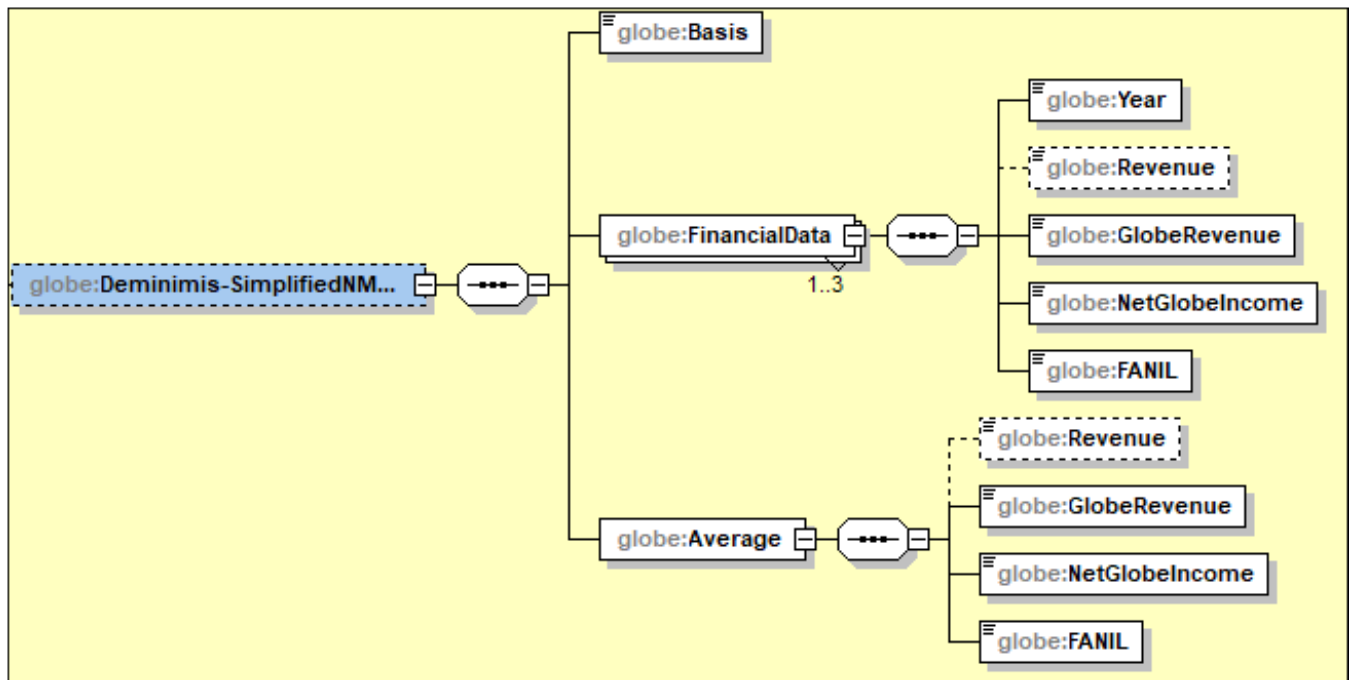 globe:Basis
globe:Year
globe:Revenue
globe:FinancialData
globe:GlobeRevenue
1..3
globe:Deminimis-SimplifiedNM...
globe:NetGlobeIncome
globe:FANIL
globe:Revenue
globe:GlobeRevenue
globe:Average
globe:NetGlobeIncome
globe:FANIL